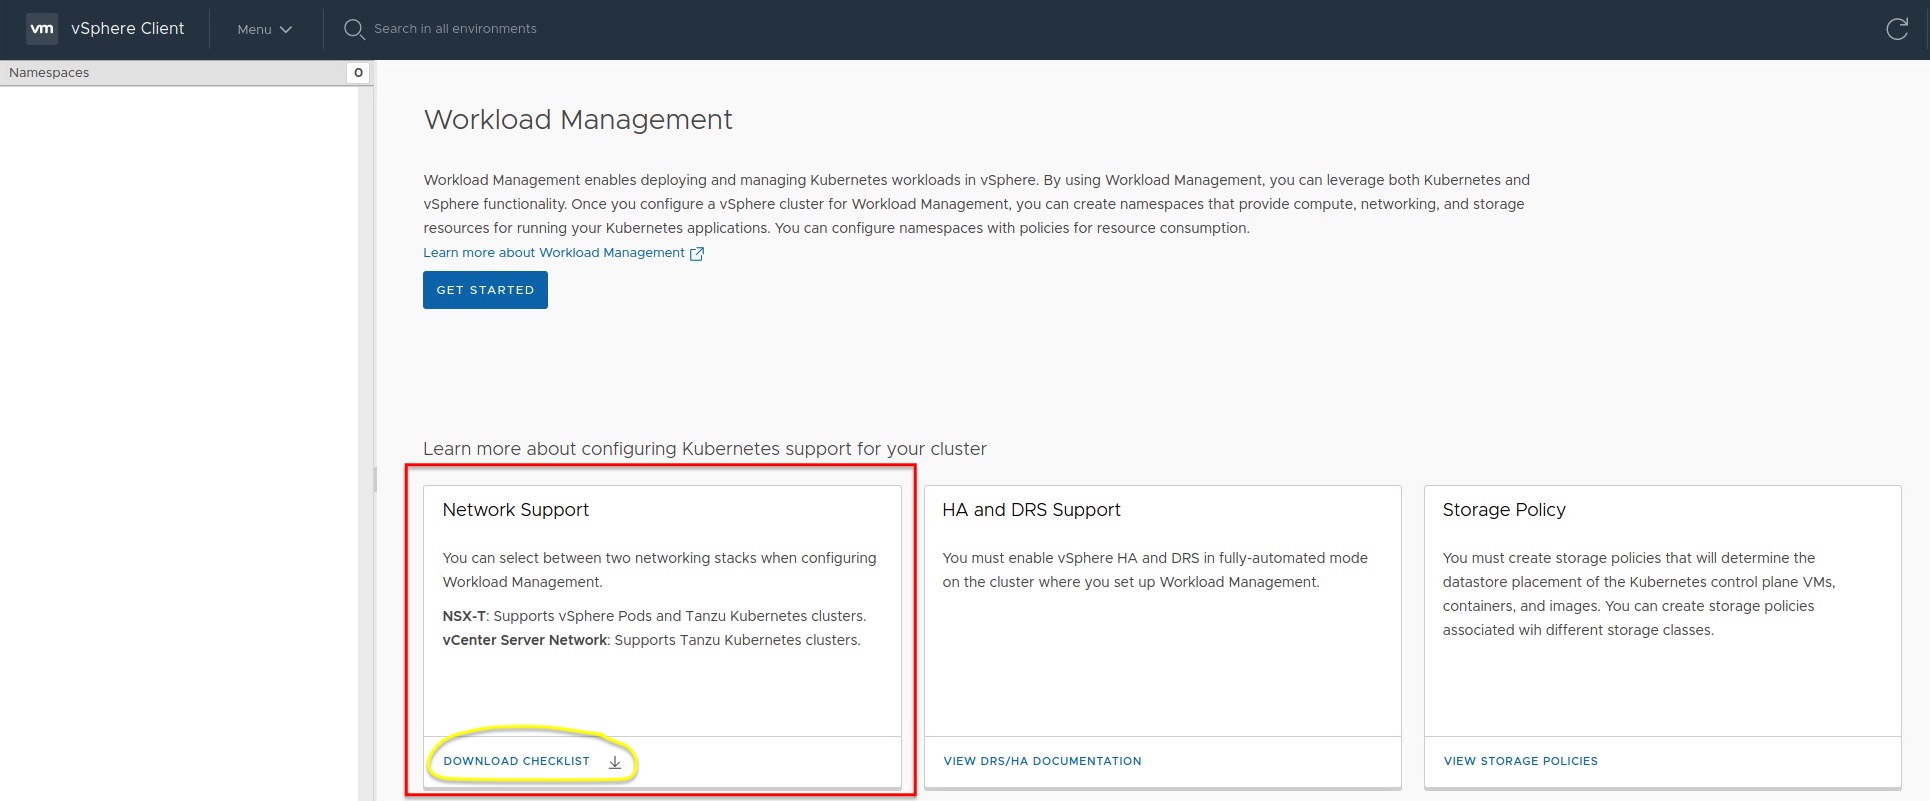 vm vSphere Client Menu Search in all environments
Namespaces 0
Workload Management
Workload Management enables deploying and managing Kubernetes workloads in vSphere. By using Workload Management, you can leverage both Kubernetes and
vSphere functionality. Once you configure a vSphere cluster for Workload Management, you can create namespaces that provide compute, networking, and storage
resources for running your Kubernetes applications. You can configure namespaces with policies for resource consumption.
Learn more about Workload Management
GET STARTED
Learn more about configuring Kubernetes support for your cluster
Network Support
You can select between two networking stacks when configuring
Workload Management.
NSX-T: Supports vSphere Pods and Tanzu Kubernetes clusters.
vCenter Server Network: Supports Tanzu Kubernetes clusters.
DOWNLOAD CHECKLIST
HA and DRS Support
You must enable vSphere HA and DRS in fully-automated mode
on the cluster where you set up Workload Management.
VIEW DRS/HA DOCUMENTATION
Storage Policy
You must create storage policies that will determine the
datastore placement of the Kubernetes control plane VMs,
containers, and images. You can create storage policies
associated wih different storage classes.
VIEW STORAGE POLICIES